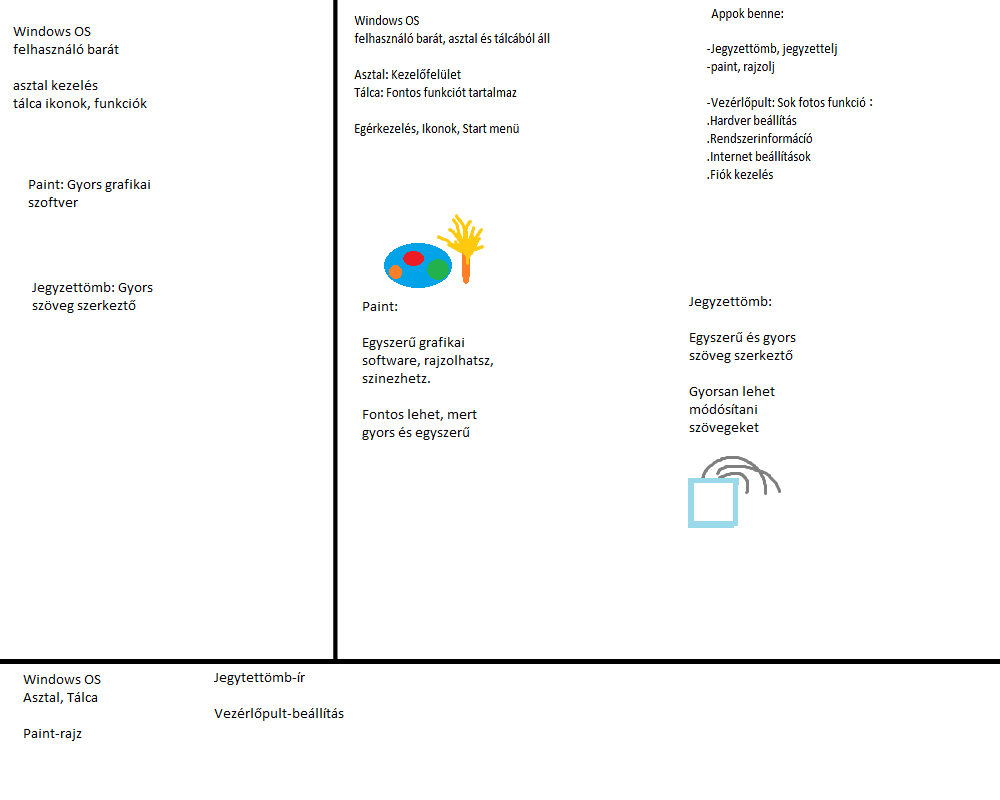 Windows OS
felhasználó barát
asztal kezelés
tálca ikonok, funkciók
Paint: Gyors grafikai
szoftver
Jegyzettömb: Gyors
szöveg szerkeztő
Windows OS
felhasználó barát, asztal és tálcából áll
Asztal: Kezelőfelület
Tálca: Fontos funkciót tartalmaz
Egérkezelés, Ikonok, Start menü
Paint:
Egyszerű grafikai
software, rajzolhatsz,
szinezhetz.
Fontos lehet, mert
gyors és egyszerű
Appok benne:
-Jegyzettömb, jegyzettelj
-paint, rajzolj
-Vezérlőpult: Sok fotos funkció :
.Hardver beállítás
.Rendszerinformácíó
.Internet beállítások
.Fiók kezelés
Jegyzettömb:
Egyszerű és gyors
szöveg szerkeztő
Gyorsan lehet
módósítani
szövegeket
Windows OS
Asztal, Tálca
Paint-rajz
Jegytettömb-ír
Vezérlőpult-beállítás